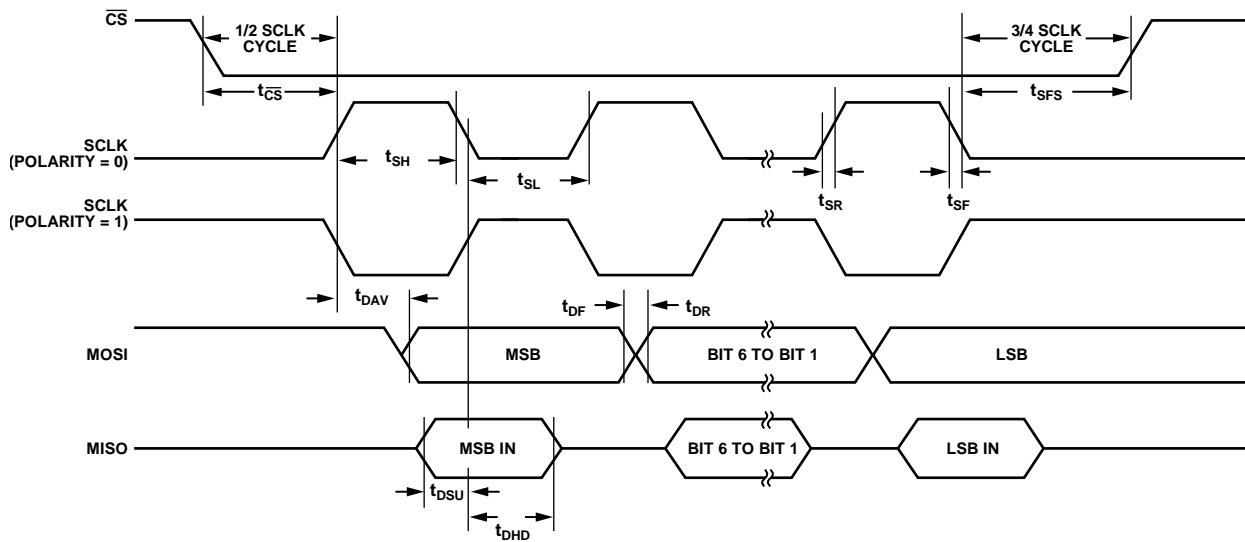 CS
1/2 SCLK
CYCLE
3/4 SCLK
CYCLE
tCS
tSFS
SCLK
(POLARITY = 0)
tSH
tSL
tSR
tSF
SCLK
(POLARITY = 1)
tDAV
tDF
tDR
MOSI
MSB
BIT 6 TO BIT 1
LSB
MISO
MSB IN
BIT 6 TO BIT 1
LSB IN
tDSU
tDHD